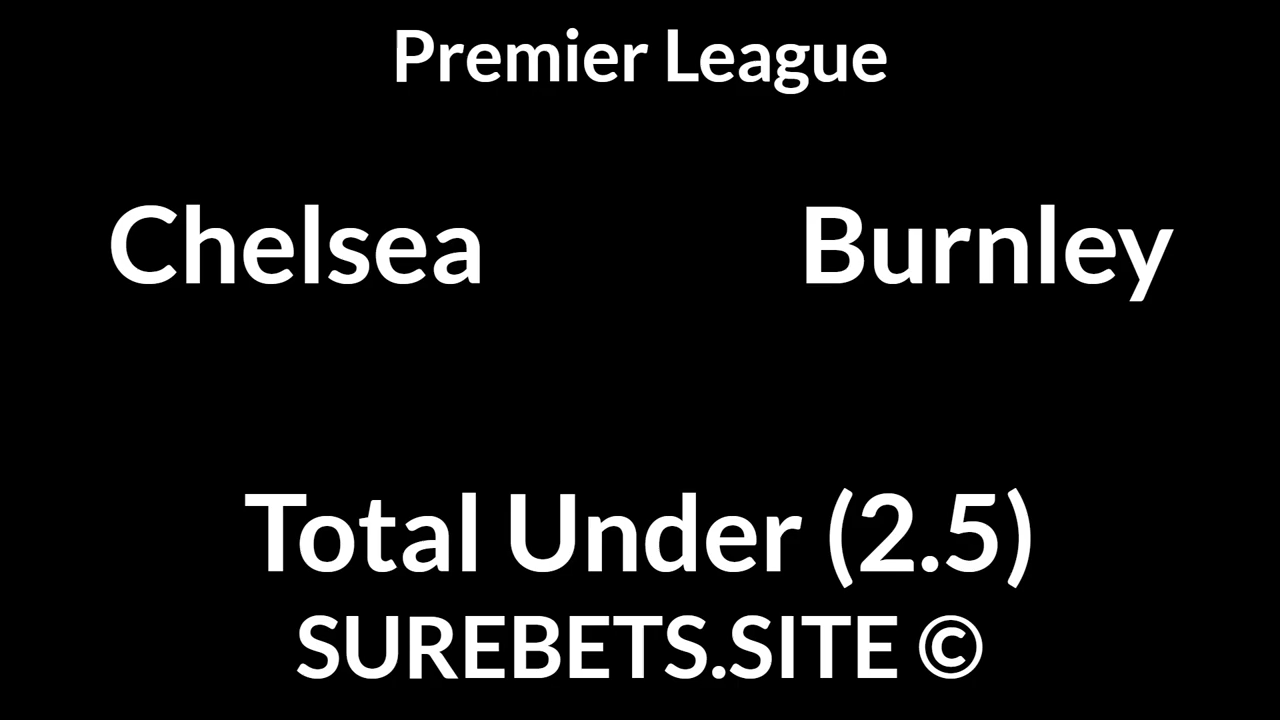 Premier League
Chelsea Burnley
Total Under (2.5)
SUREBETS.SITE ©